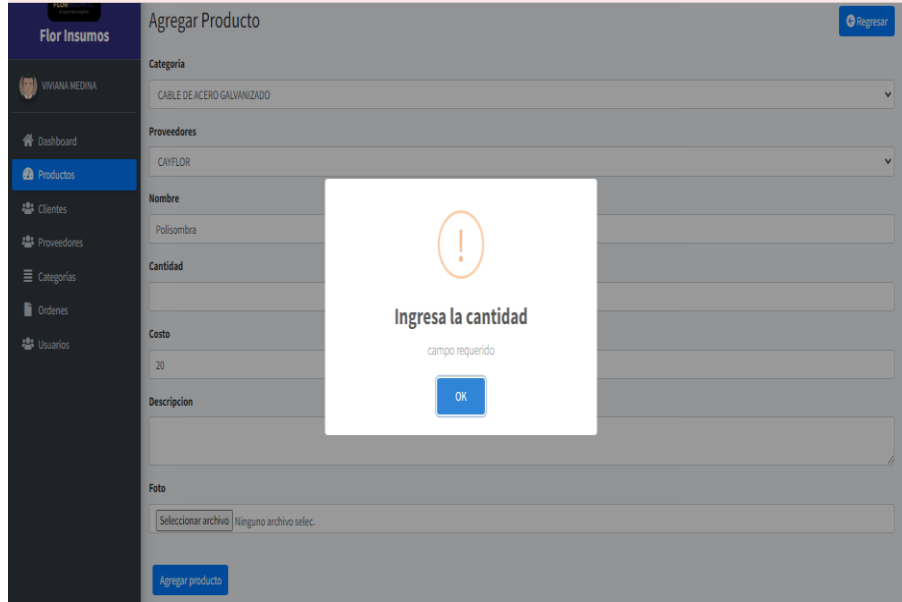 Flor Insumos
VIVIANA MEDINA
Dashboard
Productos
Clientes
Proveedores
Categorías
Ordenes
Usuarios
Agregar Producto
Regresar
Categoria
CABLE DE ACERO GALVANIZADO
Proveedores
CAYFLOR
Nombre
Polisombra
Cantidad
Costo
20
Descripcion
Foto
Seleccionar archivo Ninguno archivo selec.
Agregar producto
Ingresa la cantidad
campo requerido
OK